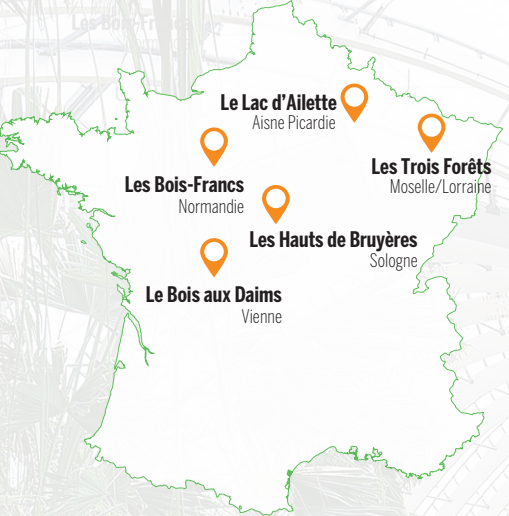 Les Bois-Francs
Le Lac d'Ailette
Aisne Picardie
Les Trois Forêts
Moselle/Lorraine
Les Bois-Francs
Normandie
Les Hauts de Bruyères
Sologne
Le Bois aux Daims
Vienne